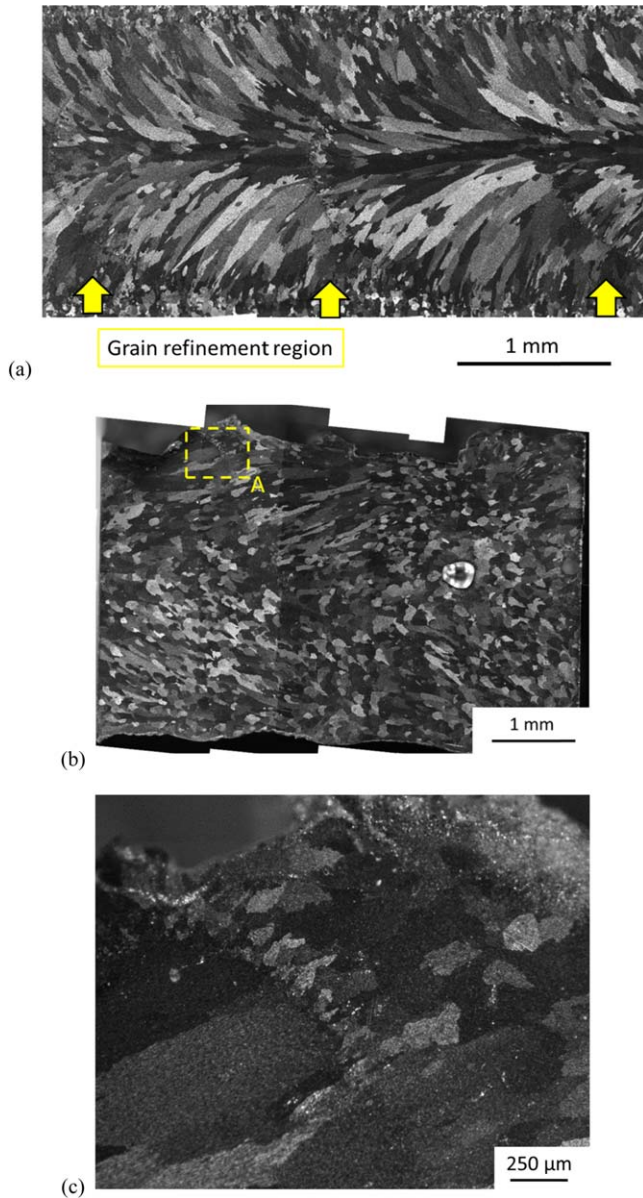 Grain refinement region
1 mm
(a)
A
1 mm
(b)
250 µm
(c)